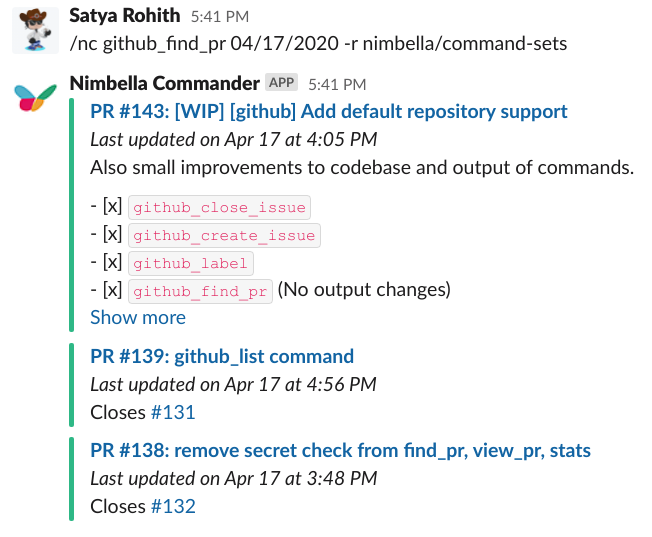 Satya Rohith 5:41 PM
/nc github_find_pr 04/17/2020 -r nimbella/command-sets
Nimbella Commander APP 5:41 PM
PR #143: [WIP] [github] Add default repository support
Last updated on Apr 17 at 4:05 PM
Also small improvements to codebase and output of commands.
- [x] github_close_issue
- [x] github_create_issue
- [x] github_label
- [x] github_find_pr (No output changes)
Show more
PR #139: github_list command
Last updated on Apr 17 at 4:56 PM
Closes #131
PR #138: remove secret check from find_pr, view_pr, stats
Last updated on Apr 17 at 3:48 PM
Closes #132